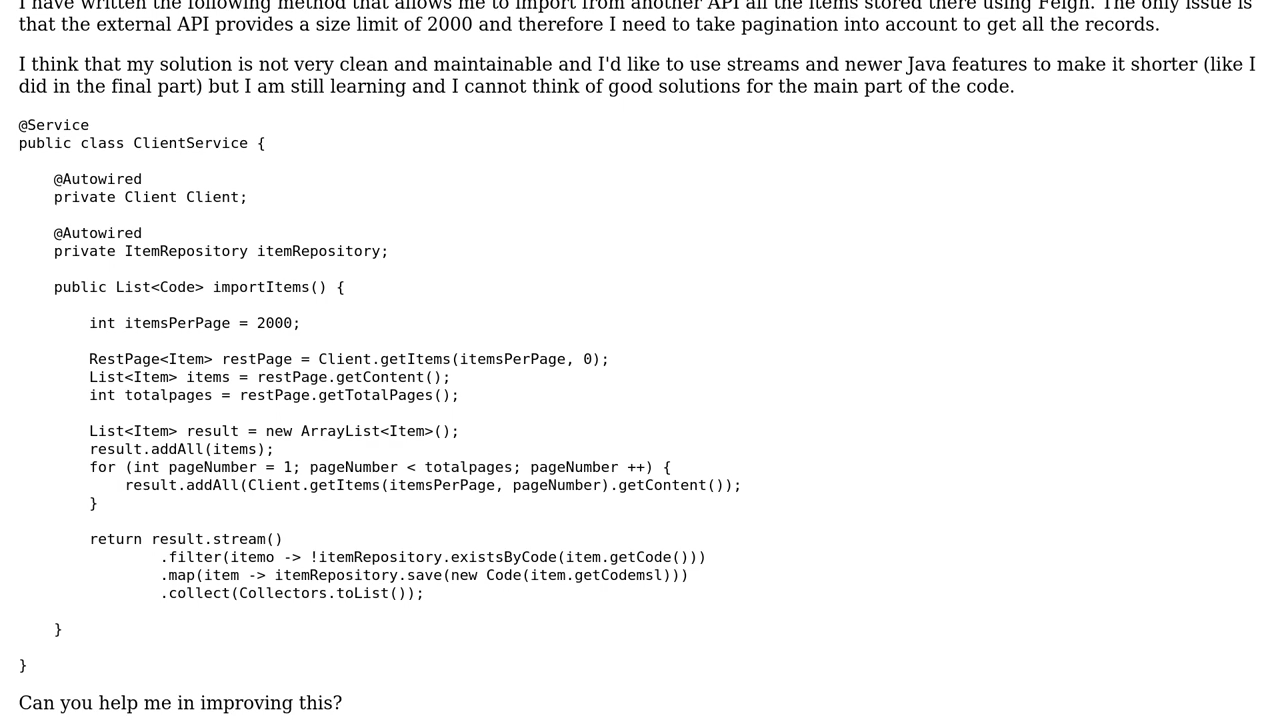 I have written the following method that allows me to import from another API all the items stored there using Feign. The only issue is
that the external API provides a size limit of 2000 and therefore I need to take pagination into account to get all the records.
I think that my solution is not very clean and maintainable and I'd like to use streams and newer Java features to make it shorter (like I
did in the final part) but I am still learning and I cannot think of good solutions for the main part of the code.
@Service
public class ClientService {
    @Autowired
    private Client Client;
    @Autowired
    private ItemRepository itemRepository;
    public List<Code> importItems() {
        int itemsPerPage = 2000;
        RestPage<Item> restPage = Client.getItems(itemsPerPage, 0);
        List<Item> items = restPage.getContent();
        int totalpages = restPage.getTotalPages();
        List<Item> result = new ArrayList<Item>();
        result.addAll(items);
        for (int pageNumber = 1; pageNumber < totalpages; pageNumber ++) {
            result.addAll(Client.getItems(itemsPerPage, pageNumber).getContent());
        }
        return result.stream()
                .filter(itemo -> !itemRepository.existsByCode(item.getCode()))
                .map(item -> itemRepository.save(new Code(item.getCodemsl)))
                .collect(Collectors.toList());
    }
}
Can you help me in improving this?